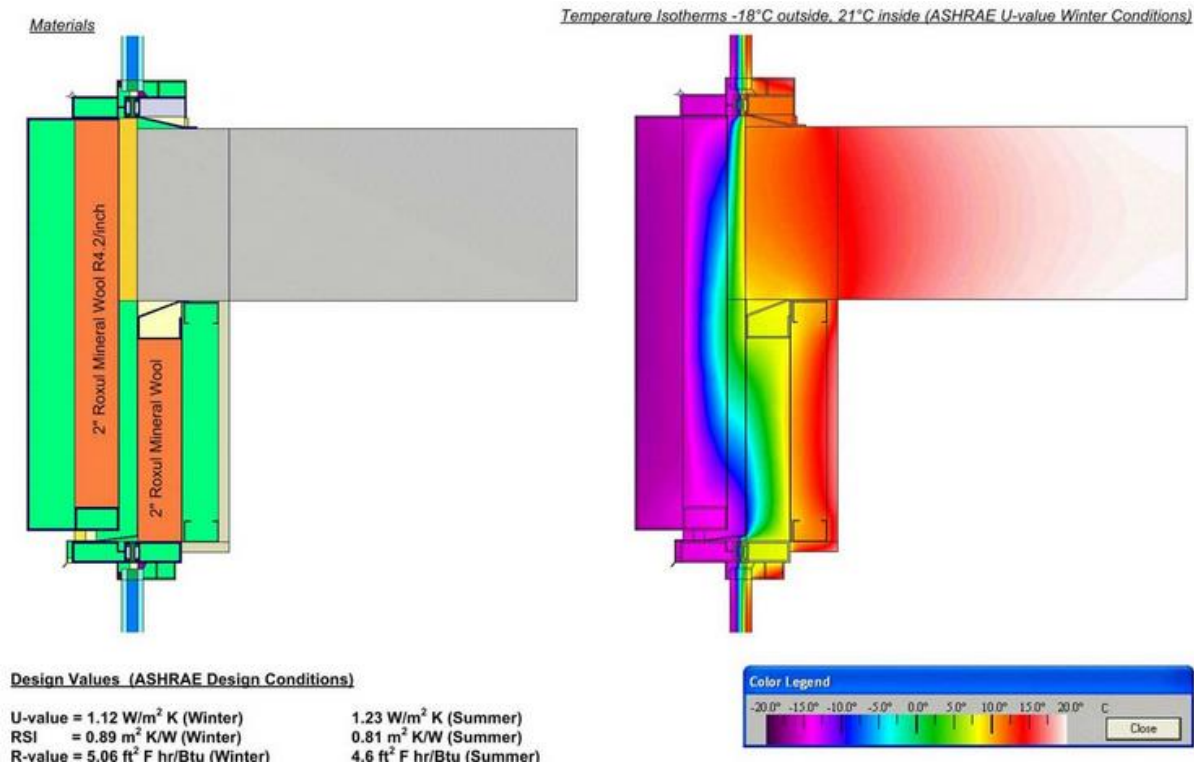 Materials
Temperature Isotherms -18°C outside, 21°C inside (ASHRAE U-value Winter Conditions)
2" Roxul Mineral Wool R4.2/inch
2" Roxul Mineral Wool
Design Values (ASHRAE Design Conditions)
U-value = 1.12 W/m² K (Winter) 1.23 W/m² K (Summer)
RSI = 0.89 m² K/W (Winter) 0.81 m² K/W (Summer)
R-value = 5.06 ft² F hr/Btu (Winter) 4.6 ft² F hr/Btu (Summer)
Color Legend
-20.0° -15.0° -10.0° -5.0° 0.0° 5.0° 10.0° 15.0° 20.0° C
Close